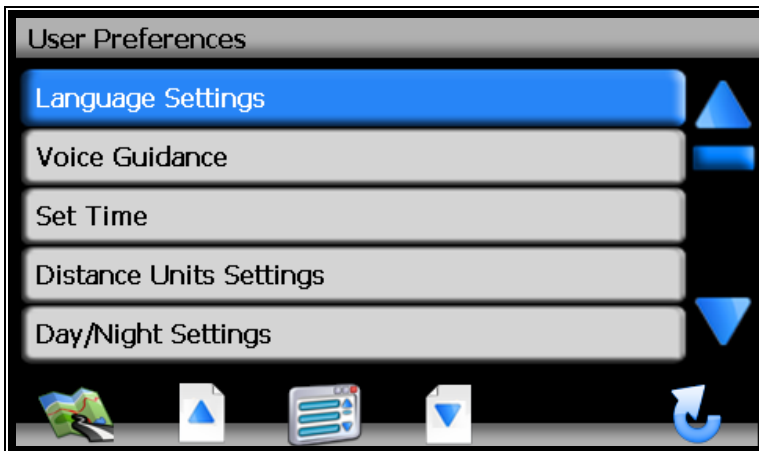 User Preferences
Language Settings
Voice Guidance
Set Time
Distance Units Settings
Day/Night Settings